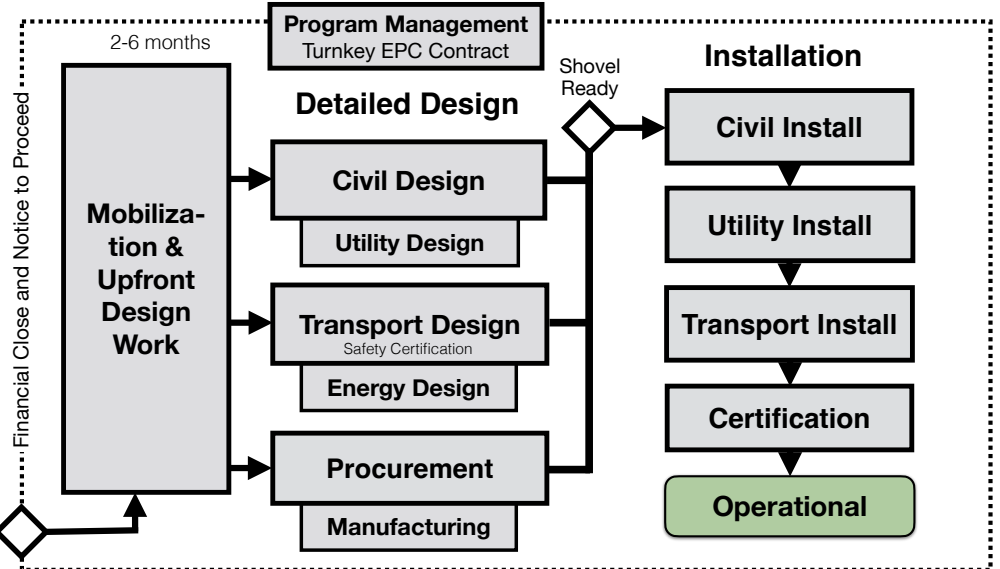 Program Management
Turnkey EPC Contract
2-6 months
Financial Close and Notice to Proceed
Mobiliza-
tion &
Upfront
Design
Work
Detailed Design
Civil Design
Utility Design
Transport Design
Safety Certification
Energy Design
Procurement
Manufacturing
Shovel
Ready
Installation
Civil Install
Utility Install
Transport Install
Certification
Operational